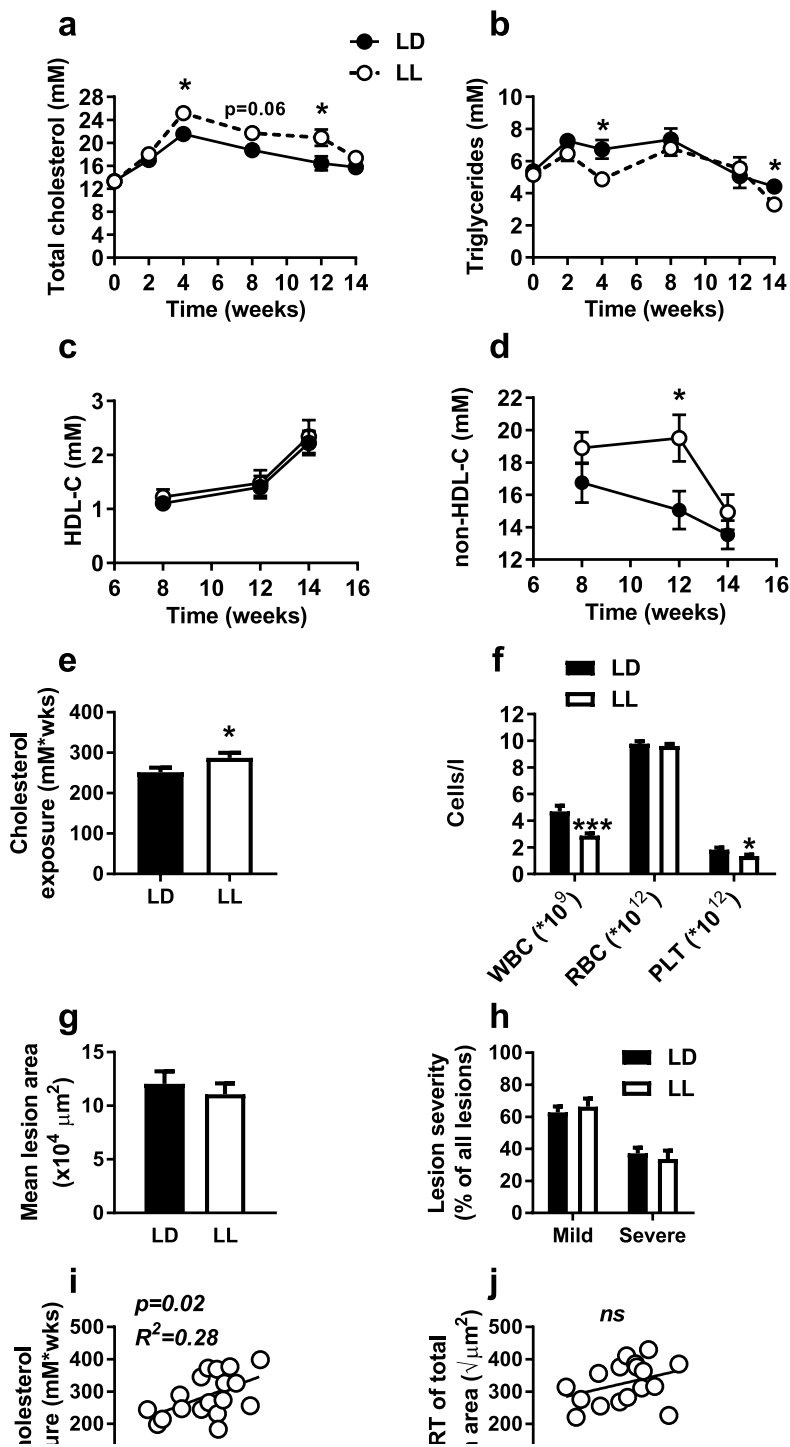 a
LD
LL
Total cholesterol (mM)
28
24
20
16
12
8
4
0
*
p=0.06
*
0 2 4 6 8 10 12 14
Time (weeks)
b
Triglycerides (mM)
10
8
6
4
2
0
*
*
0 2 4 6 8 10 12 14
Time (weeks)
c
HDL-C (mM)
3
2
1
0
6 8 10 12 14 16
Time (weeks)
d
non-HDL-C (mM)
22
20
18
16
14
12
*
6 8 10 12 14 16
Time (weeks)
e
Cholesterol
exposure (mM*wks)
400
300
200
100
0
*
LD LL
f
LD
LL
Cells/l
12
10
8
6
4
2
0
***
*
WBC (*10⁹)
RBC (*10¹²)
PLT (*10¹²)
g
Mean lesion area
(x10⁴ μm²)
15
10
5
0
LD LL
h
LD
LL
Lesion severity
(% of all lesions)
100
80
60
40
20
0
Mild Severe
i
p=0.02
R²=0.28
ure (mM*wks)
500
400
300
200
j
ns
RT of total
area (√μm²)
500
400
300
200